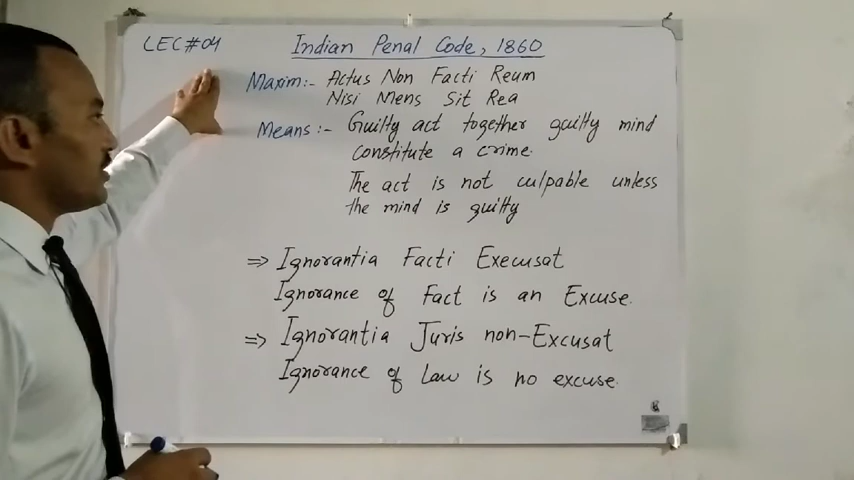 LEC#04
Indian Penal Code, 1860
Maxim:- Actus Non Facti Reum
Nisi Mens Sit Rea
Means:- Guilty act together guilty mind
constitute a crime.
The act is not culpable unless
the mind is guilty
⇒ Ignorantia Facti Execusat
Ignorance of Fact is an Excuse.
⇒ Ignorantia Juris non-Excusat
Ignorance of Law is no excuse.